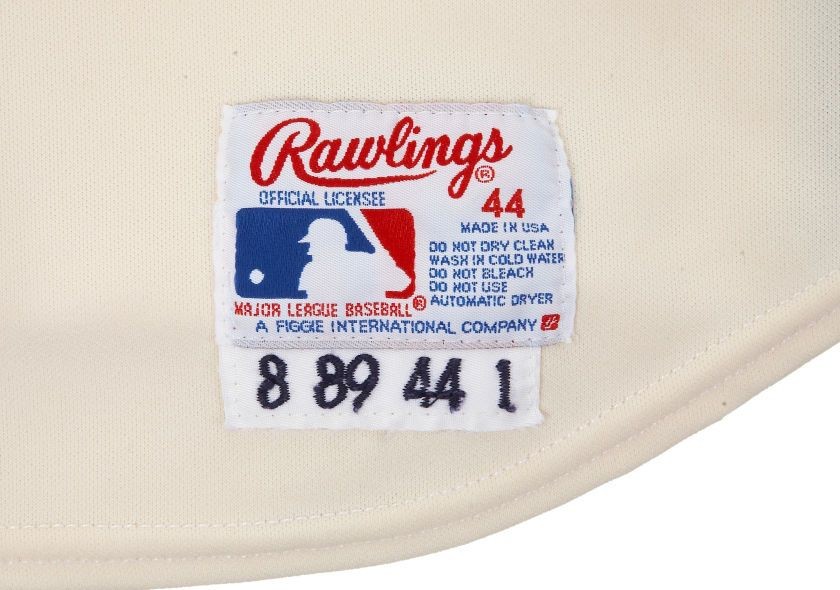 Rawlings®
OFFICIAL LICENSEE
44
MADE IN USA
DO NOT DRY CLEAN
WASH IN COLD WATER
DO NOT BLEACH
DO NOT USE
AUTOMATIC DRYER
MAJOR LEAGUE BASEBALL®
A FIGGIE INTERNATIONAL COMPANY
8 89 44 1